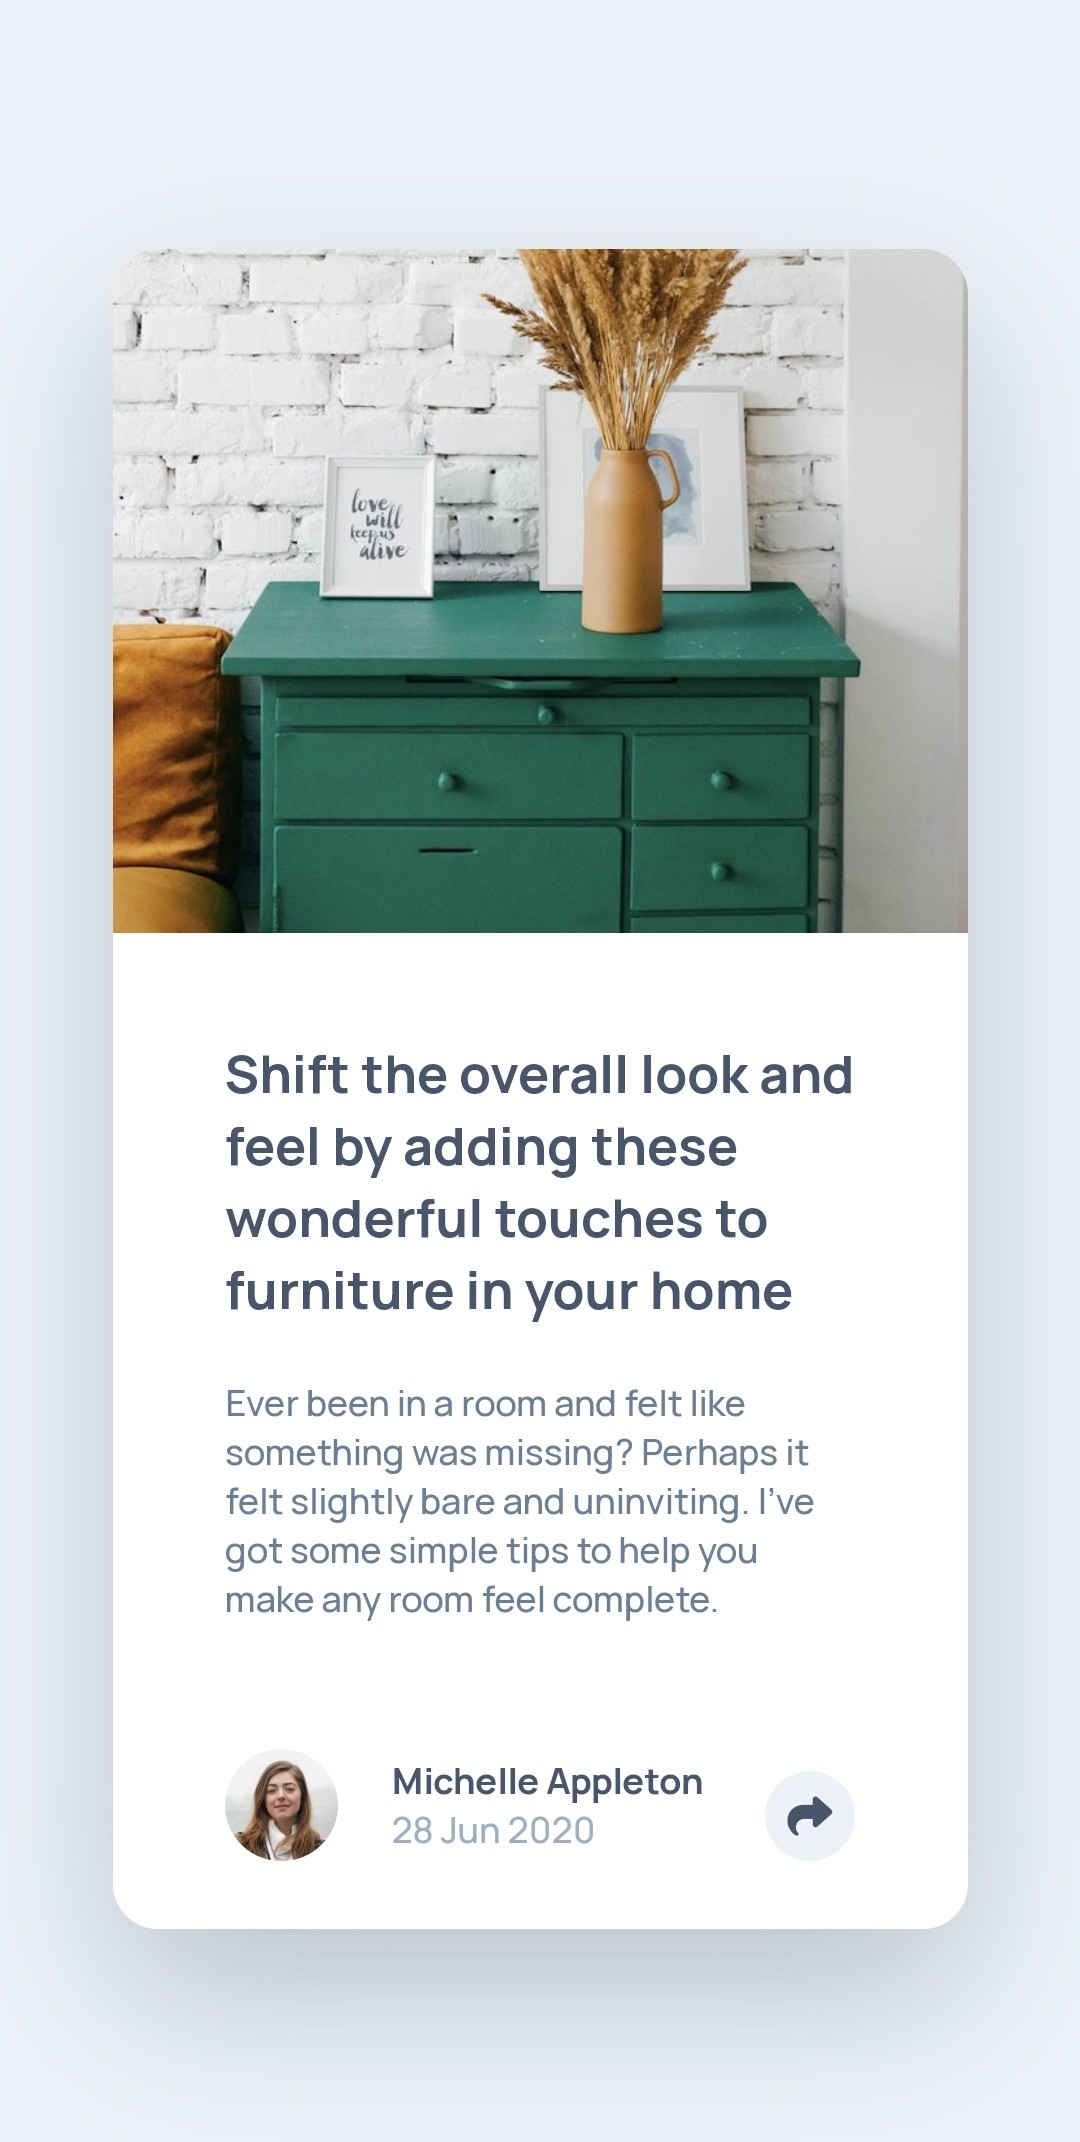 love
will
keep us
alive
Shift the overall look and
feel by adding these
wonderful touches to
furniture in your home
Ever been in a room and felt like
something was missing? Perhaps it
felt slightly bare and uninviting. I’ve
got some simple tips to help you
make any room feel complete.
Michelle Appleton
28 Jun 2020